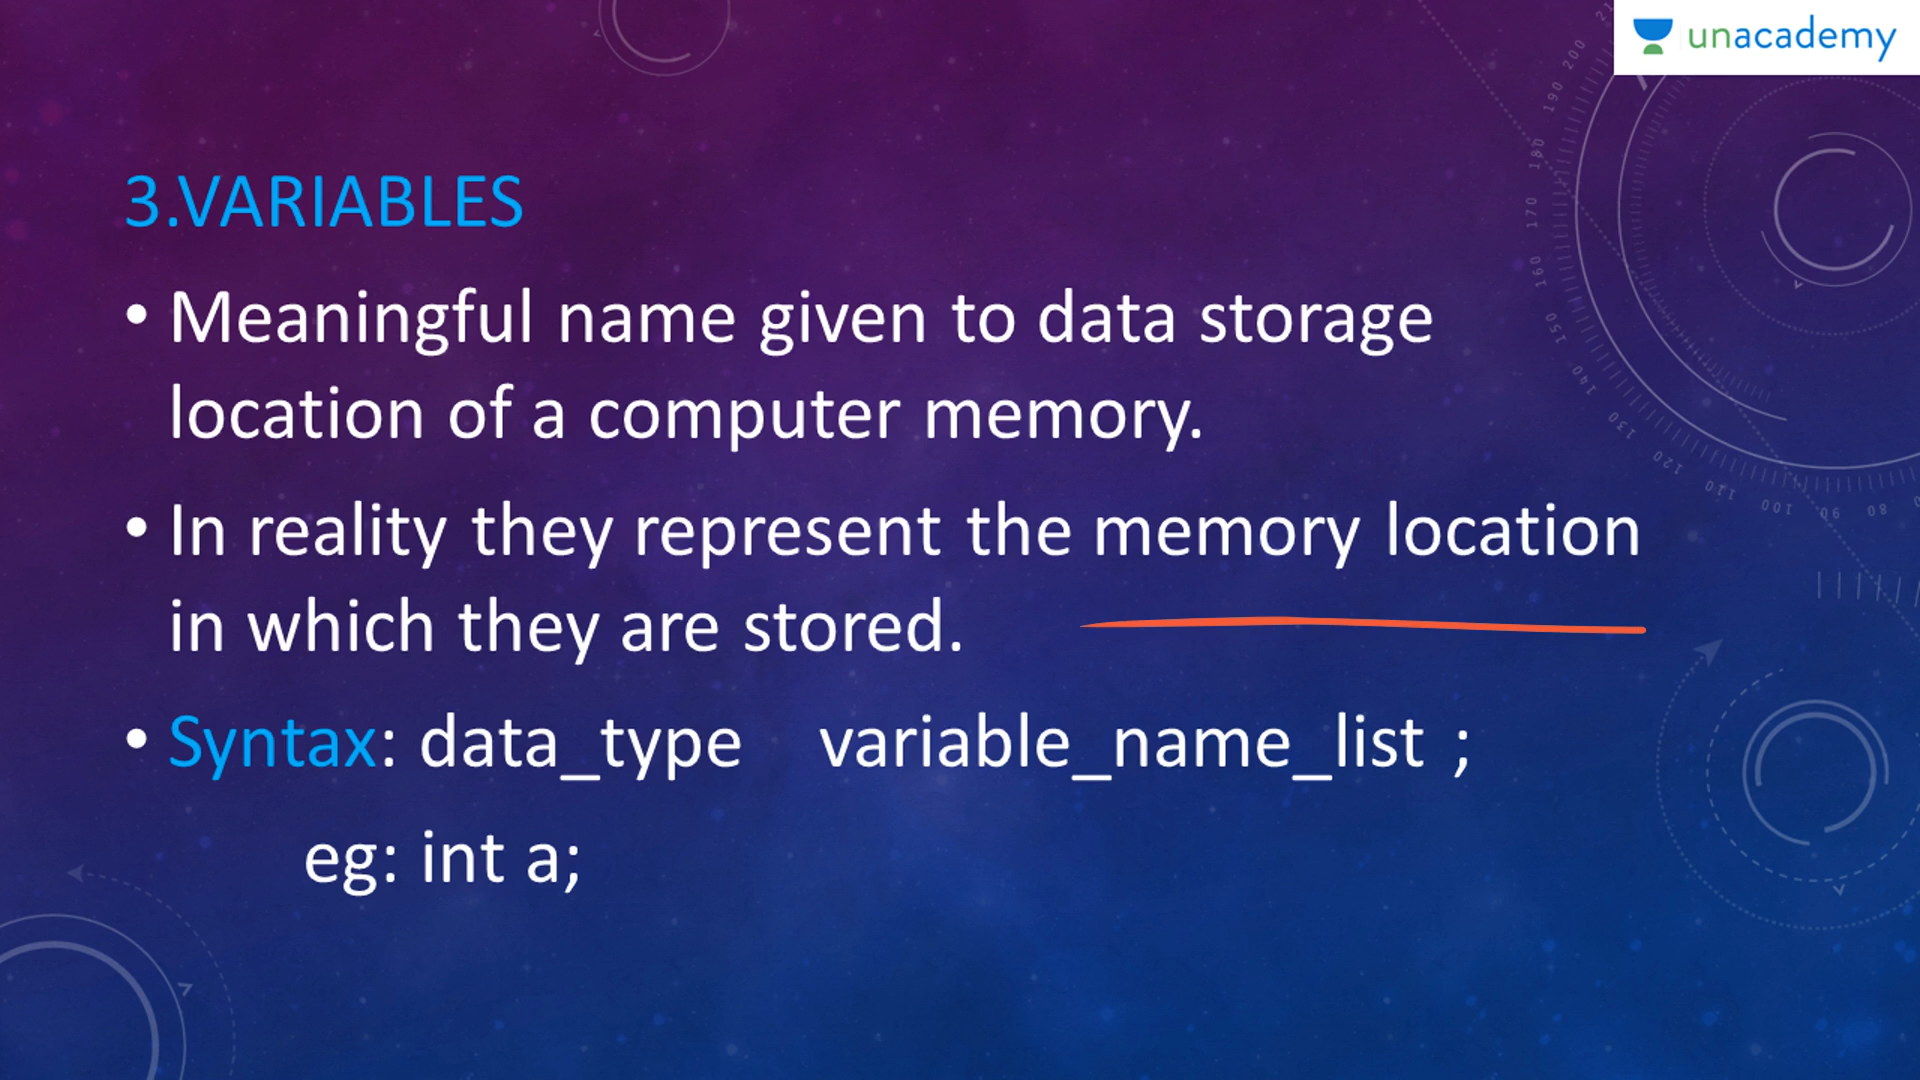 unacademy
3.VARIABLES
• Meaningful name given to data storage
location of a computer memory.
• In reality they represent the memory location
in which they are stored.
• Syntax: data_type variable_name_list ;
eg: int a;